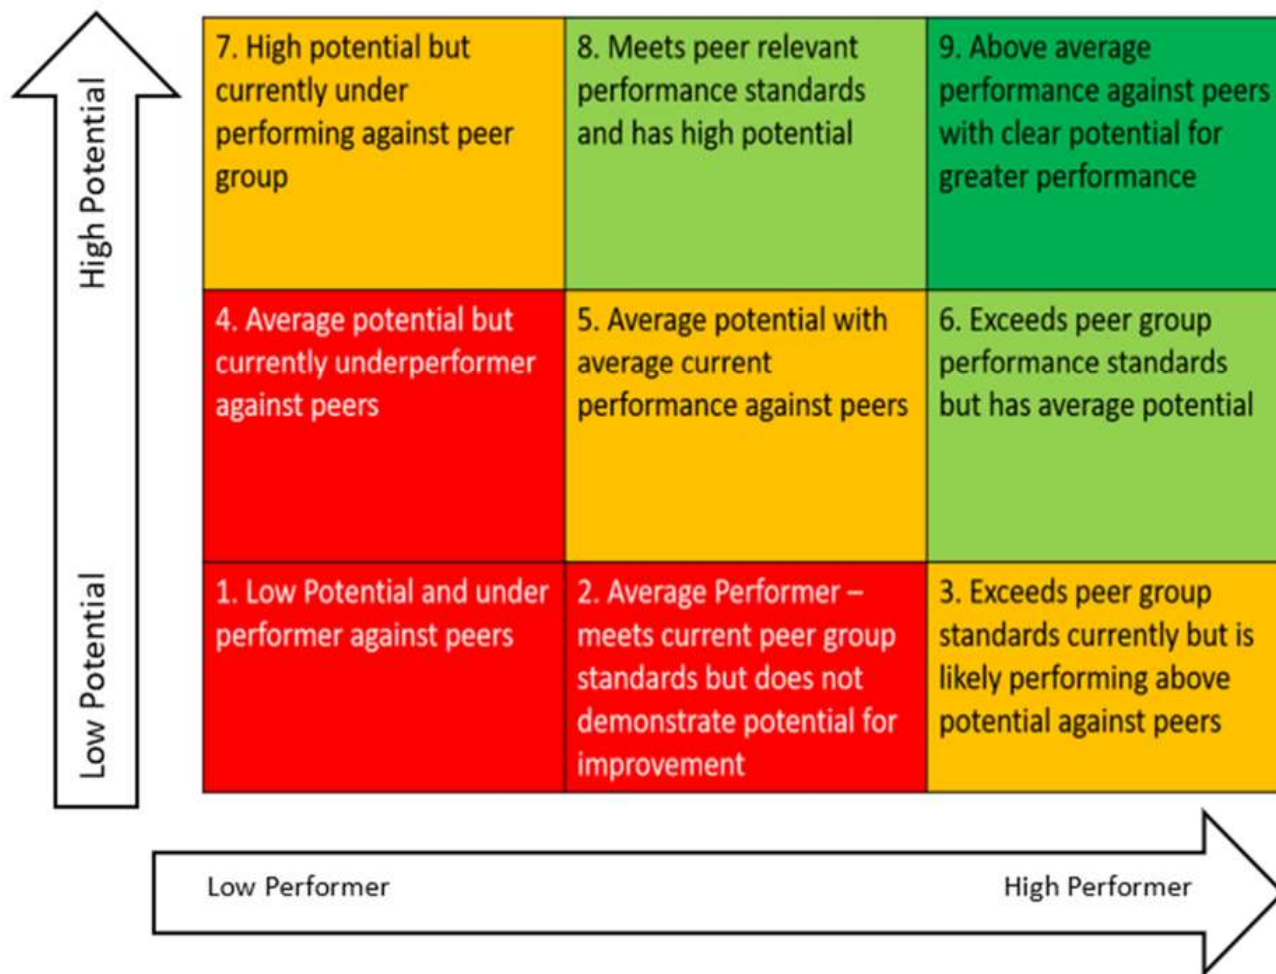 High Potential
Low Potential
7. High potential but
currently under
performing against peer
group
8. Meets peer relevant
performance standards
and has high potential
9. Above average
performance against peers
with clear potential for
greater performance
4. Average potential but
currently underperformer
against peers
5. Average potential with
average current
performance against peers
6. Exceeds peer group
performance standards
but has average potential
1. Low Potential and under
performer against peers
2. Average Performer –
meets current peer group
standards but does not
demonstrate potential for
improvement
3. Exceeds peer group
standards currently but is
likely performing above
potential against peers
Low Performer
High Performer